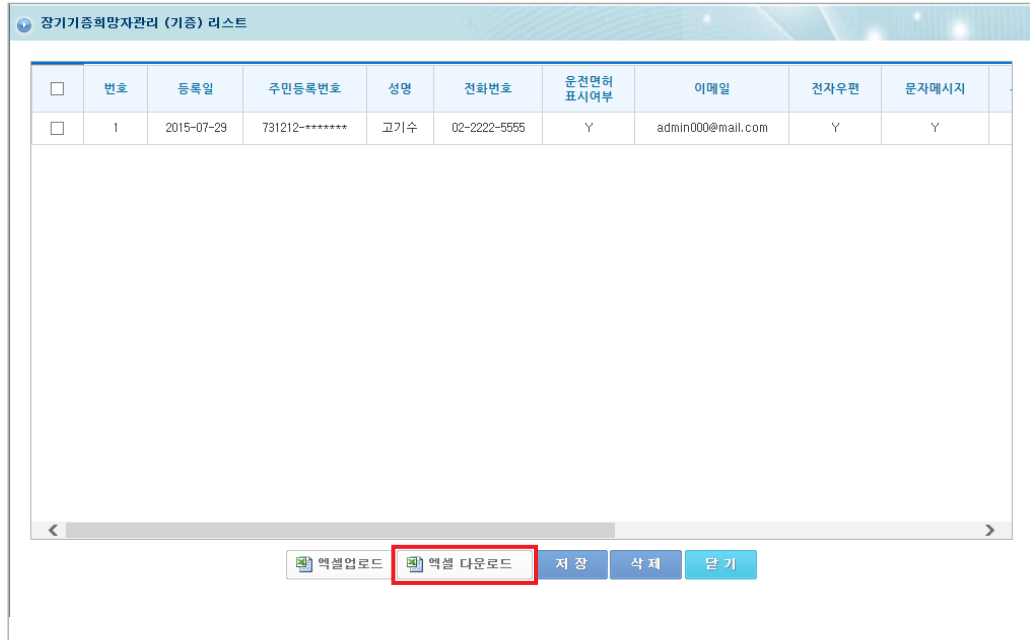 장기기증희망자관리 (기증) 리스트
번호 등록일 주민등록번호 성명 전화번호 운전면허 이메일 전자우편 문자메시지
표시여부
1 2015-07-29 731212-******* 고기수 02-2222-5555 Y admin000@mail.com Y Y
엑셀업로드 엑셀 다운로드 저 장 삭 제 닫 기